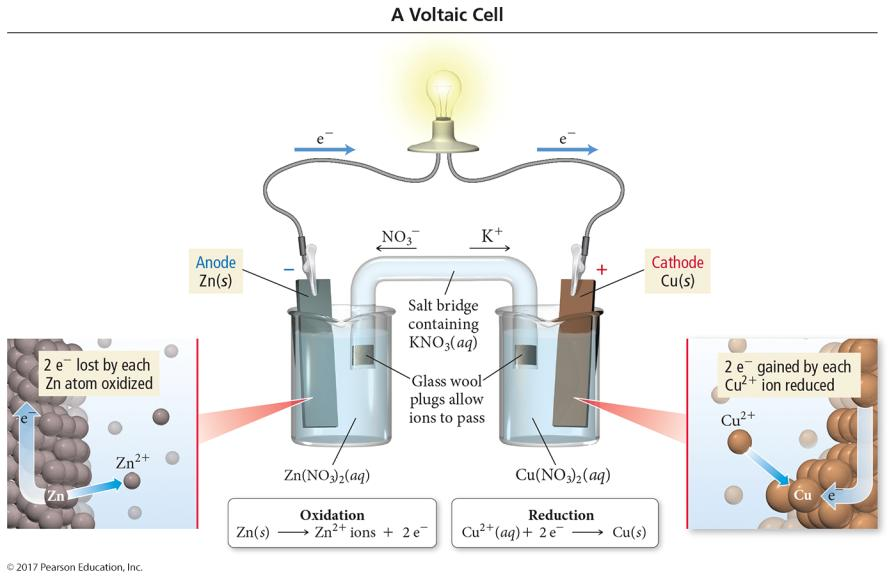 A Voltaic Cell
e⁻
e⁻
NO₃⁻
K⁺
Anode
Zn(s)
−
+
Cathode
Cu(s)
Salt bridge
containing
KNO₃(aq)
2 e⁻ lost by each
Zn atom oxidized
e⁻
Zn²⁺
Zn
Glass wool
plugs allow
ions to pass
2 e⁻ gained by each
Cu²⁺ ion reduced
Cu²⁺
Cu
e⁻
Zn(NO₃)₂(aq)
Cu(NO₃)₂(aq)
Oxidation
Zn(s) ⟶ Zn²⁺ ions + 2 e⁻
Reduction
Cu²⁺(aq) + 2 e⁻ ⟶ Cu(s)
© 2017 Pearson Education, Inc.